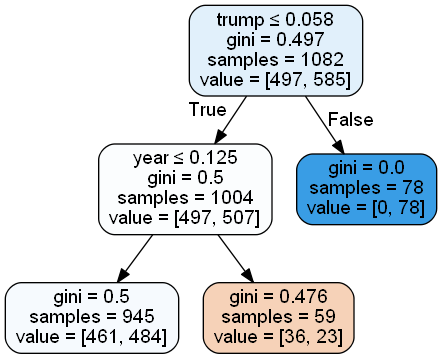 trump ≤ 0.058
gini = 0.497
samples = 1082
value = [497, 585]
True
False
year ≤ 0.125
gini = 0.5
samples = 1004
value = [497, 507]
gini = 0.0
samples = 78
value = [0, 78]
gini = 0.5
samples = 945
value = [461, 484]
gini = 0.476
samples = 59
value = [36, 23]